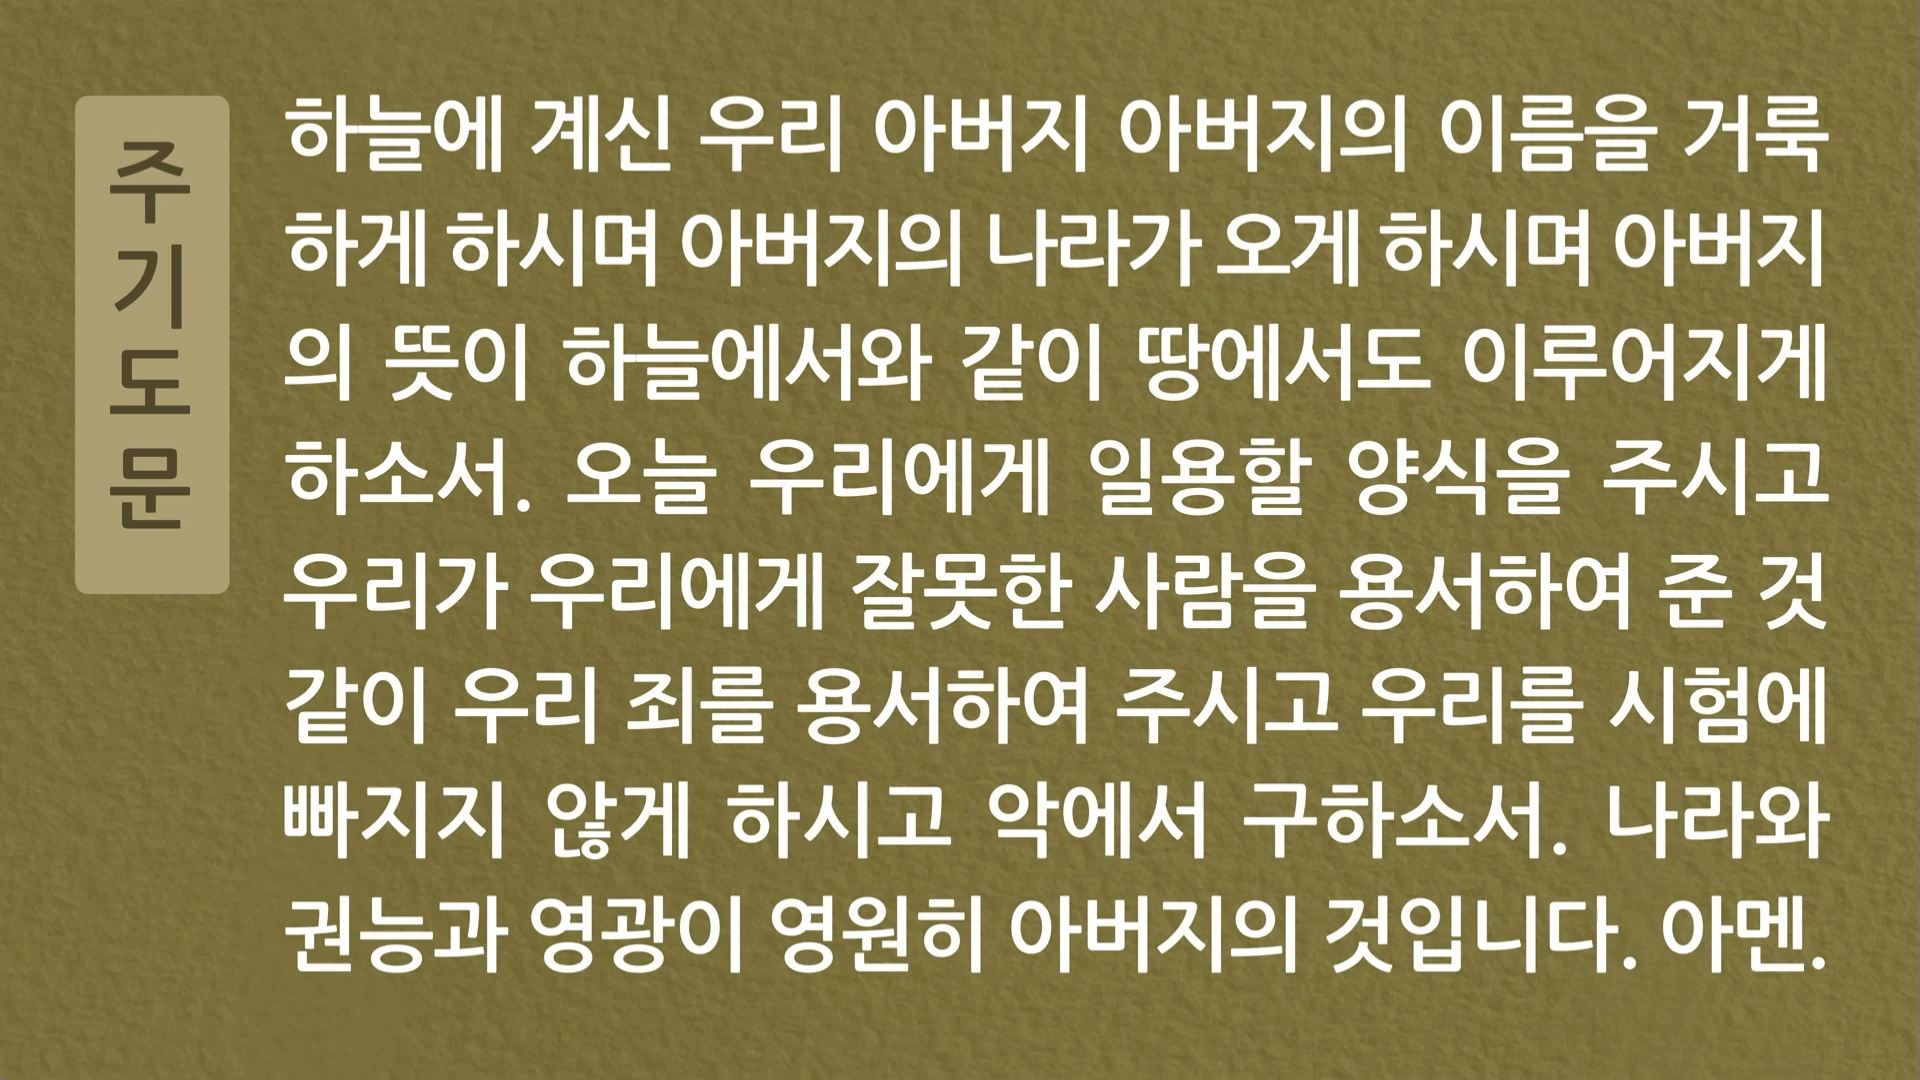 주기도문
하늘에 계신 우리 아버지 아버지의 이름을 거룩
하게 하시며 아버지의 나라가 오게 하시며 아버지
의 뜻이 하늘에서와 같이 땅에서도 이루어지게
하소서. 오늘 우리에게 일용할 양식을 주시고
우리가 우리에게 잘못한 사람을 용서하여 준 것
같이 우리 죄를 용서하여 주시고 우리를 시험에
빠지지 않게 하시고 악에서 구하소서. 나라와
권능과 영광이 영원히 아버지의 것입니다. 아멘.